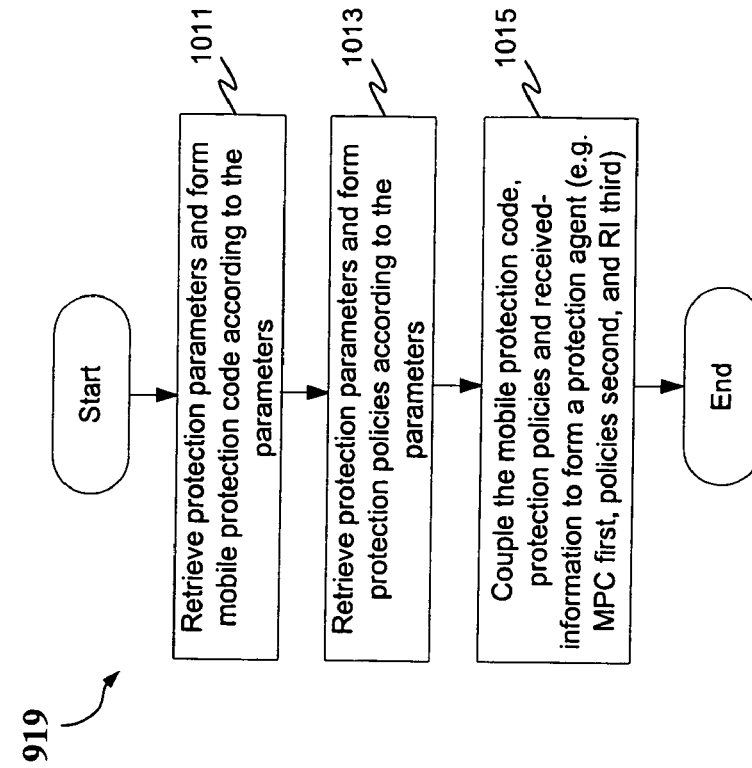 919
Start
Retrieve protection parameters and form
mobile protection code according to the
parameters
1011
Retrieve protection parameters and form
protection policies according to the
parameters
1013
Couple the mobile protection code,
protection policies and received-
information to form a protection agent (e.g.
MPC first, policies second, and RI third)
1015
End